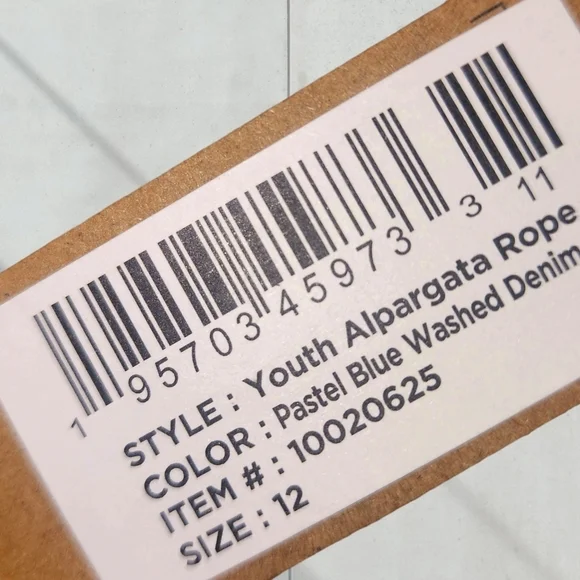 1 95703 45973 3 11
STYLE : Youth Alpargata Rope
COLOR : Pastel Blue Washed Denim
ITEM # : 10020625
SIZE : 12